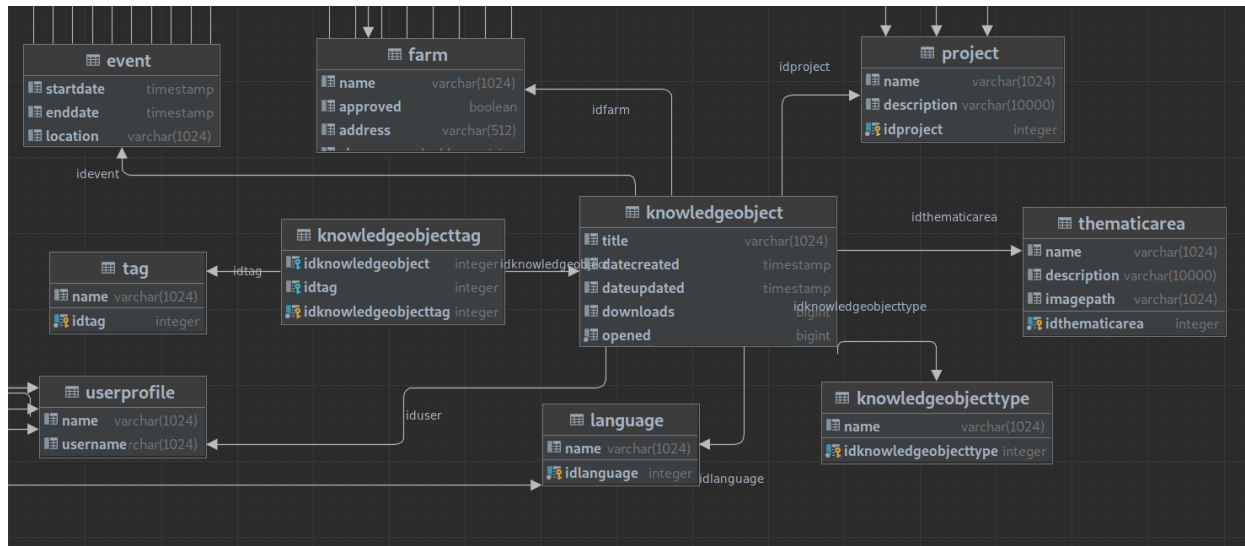 event
startdate timestamp
enddate timestamp
location varchar(1024)
farm
name varchar(1024)
approved boolean
address varchar(512)
project
name varchar(1024)
description varchar(10000)
idproject integer
idproject
idfarm
idevent
knowledgeobject
title varchar(1024)
datecreated timestamp
dateupdated timestamp
downloads bigint
opened bigint
idthematicarea
thematicarea
name varchar(1024)
description varchar(10000)
imagepath varchar(1024)
idthematicarea integer
knowledgeobjecttag
idknowledgeobject integer
idtag integer
idknowledgeobjecttag integer
idknowledgeobject
idtag
tag
name varchar(1024)
idtag integer
idknowledgeobjecttype
userprofile
name varchar(1024)
username rchar(1024)
iduser
language
name varchar(1024)
idlanguage integer
idlanguage
knowledgeobjecttype
name varchar(1024)
idknowledgeobjecttype integer